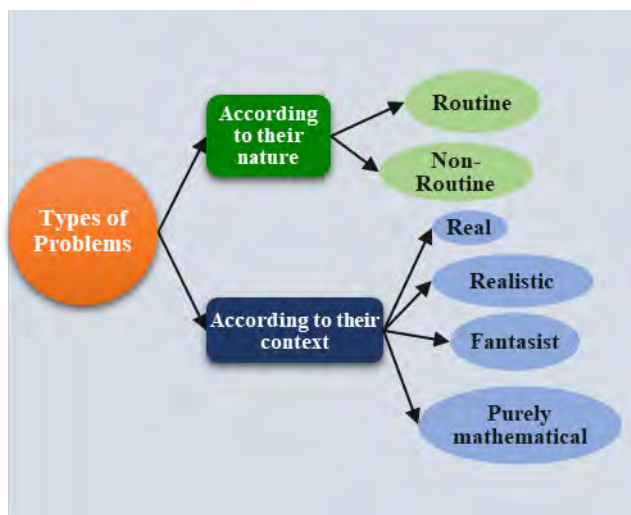 Types of
Problems
According
to their
nature
Routine
Non-
Routine
According to their
context
Real
Realistic
Fantasist
Purely
mathematical